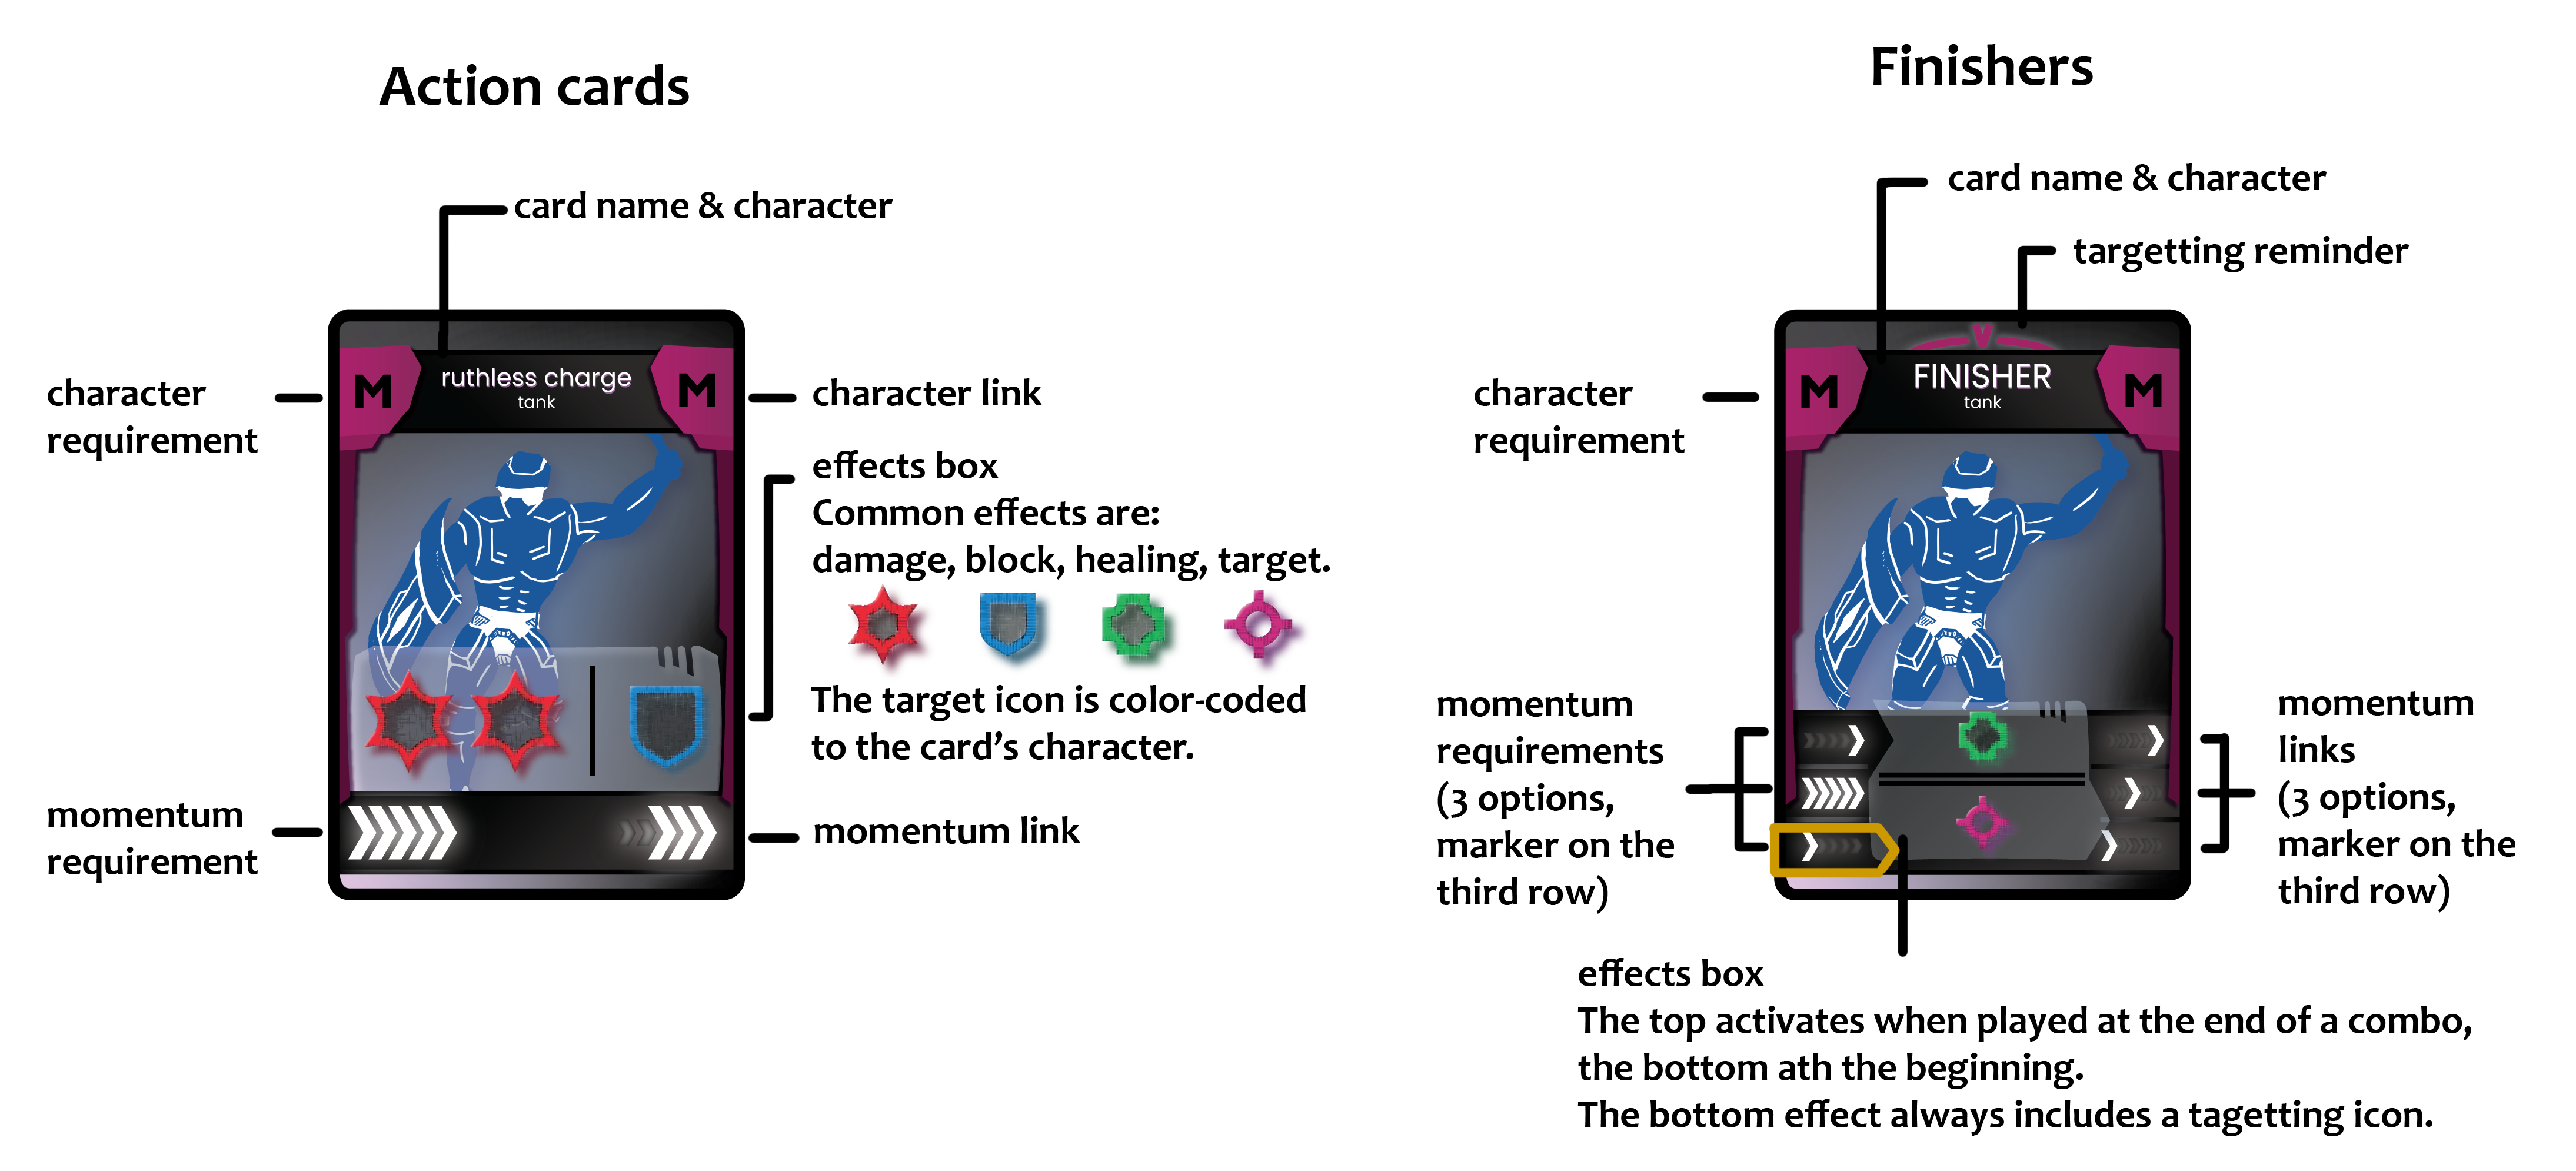 Action cards
card name & character
character
requirement
M
ruthless charge
tank
M
character link
effects box
Common effects are:
damage, block, healing, target.
The target icon is color-coded
to the card's character.
momentum
requirement
momentum link
Finishers
card name & character
targetting reminder
character
requirement
M
FINISHER
tank
M
momentum
requirements
(3 options,
marker on the
third row)
momentum
links
(3 options,
marker on the
third row)
effects box
The top activates when played at the end of a combo,
the bottom ath the beginning.
The bottom effect always includes a tagetting icon.